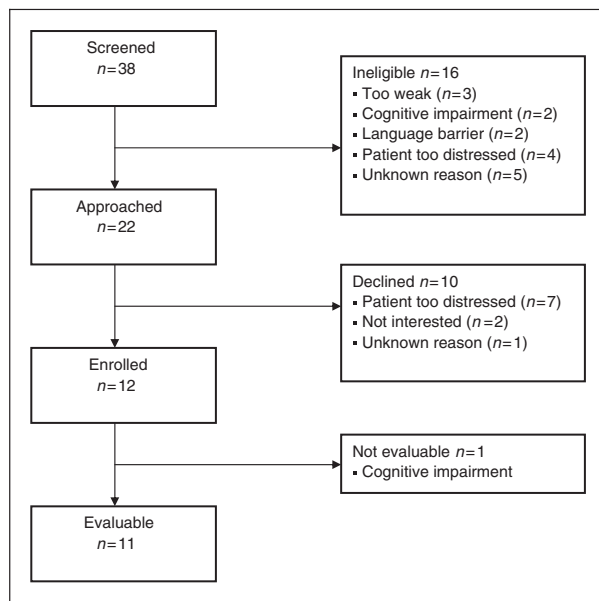 Screened
n=38
Ineligible n=16
▪ Too weak (n=3)
▪ Cognitive impairment (n=2)
▪ Language barrier (n=2)
▪ Patient too distressed (n=4)
▪ Unknown reason (n=5)
Approached
n=22
Declined n=10
▪ Patient too distressed (n=7)
▪ Not interested (n=2)
▪ Unknown reason (n=1)
Enrolled
n=12
Not evaluable n=1
▪ Cognitive impairment
Evaluable
n=11